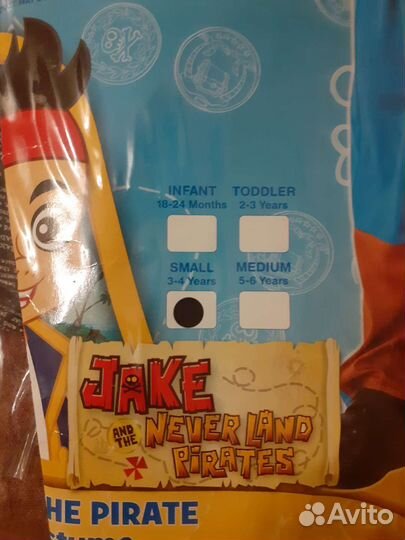 INFANT TODDLER
18-24 Months 2-3 Years
SMALL MEDIUM
3-4 Years 5-6 Years
JAKE
AND THE NEVER LAND
PIRATES
HE PIRATE
Avito